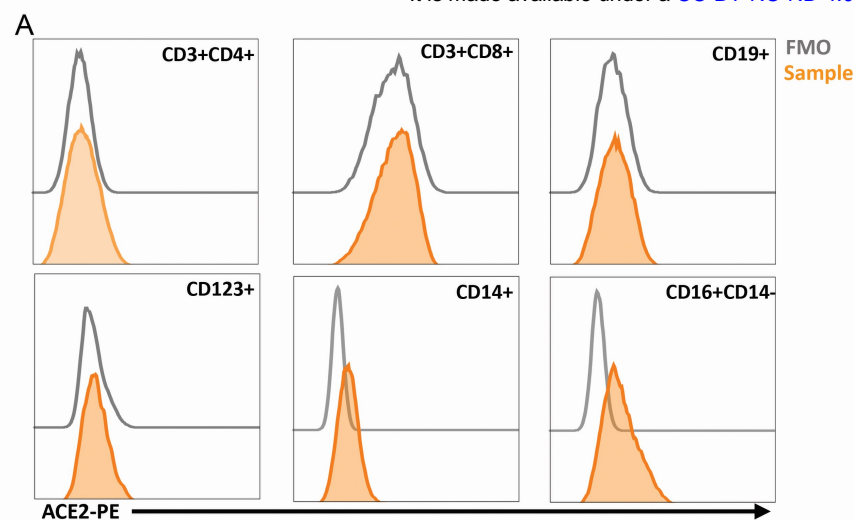 A
CD3+CD4+
CD3+CD8+
CD19+
FMO
Sample
CD123+
CD14+
CD16+CD14-
ACE2-PE